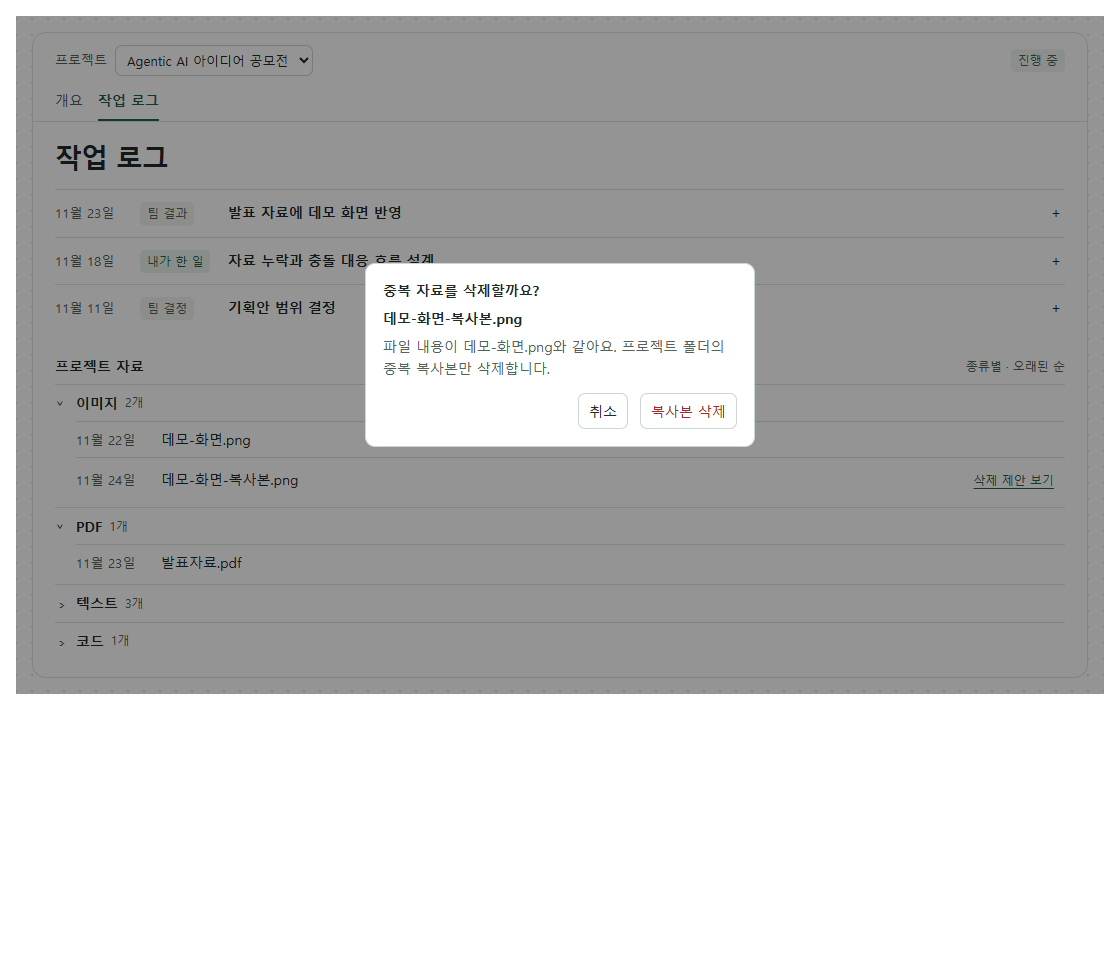 프로젝트 Agentic AI 아이디어 공모전 진행 중
개요 작업 로그
작업 로그
11월 23일 팀 결과 발표 자료에 데모 화면 반영 +
11월 18일 내가 한 일 자료 누락과 충돌 대응 흐름 설계 +
11월 11일 팀 결정 기획안 범위 결정 +
중복 자료를 삭제할까요?
데모-화면-복사본.png
파일 내용이 데모-화면.png와 같아요. 프로젝트 폴더의
중복 복사본만 삭제합니다.
취소 복사본 삭제
프로젝트 자료 종류별 · 오래된 순
이미지 2개
11월 22일 데모-화면.png
11월 24일 데모-화면-복사본.png 삭제 제안 보기
PDF 1개
11월 23일 발표자료.pdf
텍스트 3개
코드 1개